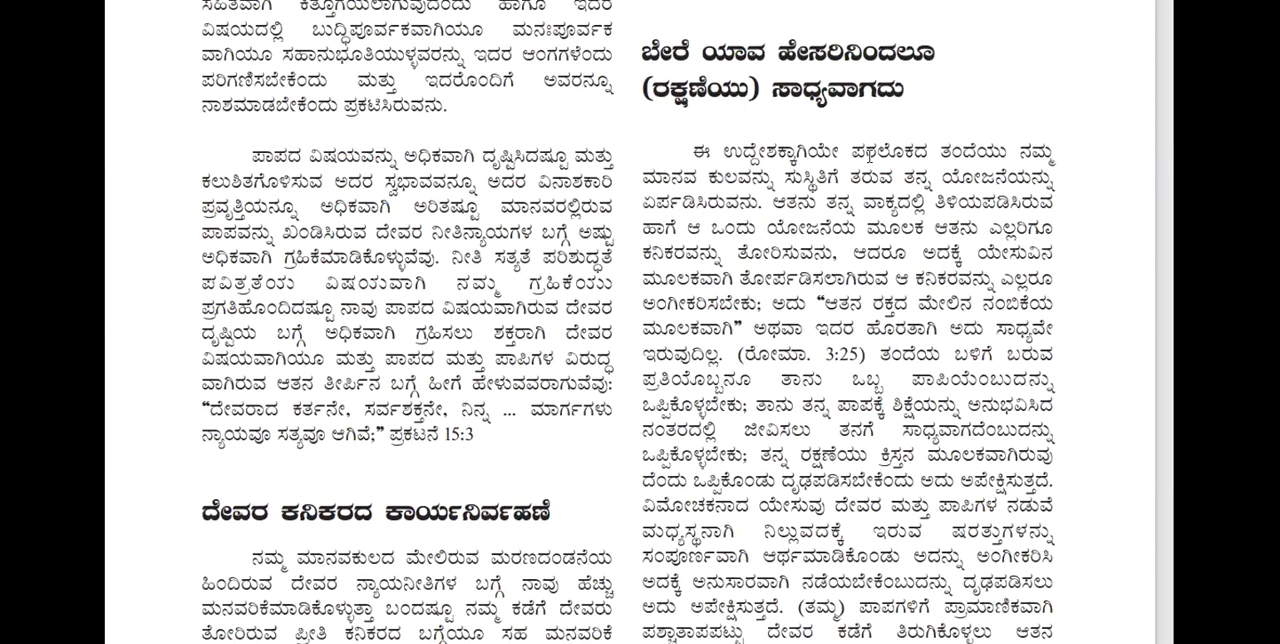 ಸಹಿತವಾಗಿ ಕಿತ್ತೊಗೆಯಲಾಗುವುದೆಂದು ಹಾಗೂ ಇದರ
ವಿಷಯದಲ್ಲಿ ಬುದ್ಧಿಪೂರ್ವಕವಾಗಿಯೂ ಮನಃಪೂರ್ವಕ
ವಾಗಿಯೂ ಸಹಾನುಭೂತಿಯುಳ್ಳವರನ್ನು ಇದರ ಅಂಗಗಳೆಂದು
ಪರಿಗಣಿಸಬೇಕೆಂದು ಮತ್ತು ಇದರೊಂದಿಗೆ ಅವರನ್ನೂ
ನಾಶಮಾಡಬೇಕೆಂದು ಪ್ರಕಟಿಸಿರುವನು.
ಪಾಪದ ವಿಷಯವನ್ನು ಅಧಿಕವಾಗಿ ದೃಷ್ಟಿಸಿದಷ್ಟೂ ಮತ್ತು
ಕಲುಶಿತಗೊಳಿಸುವ ಅದರ ಸ್ವಭಾವವನ್ನೂ ಅದರ ವಿನಾಶಕಾರಿ
ಪ್ರವೃತ್ತಿಯನ್ನೂ ಅಧಿಕವಾಗಿ ಅರಿತಷ್ಟೂ ಮಾನವರಲ್ಲಿರುವ
ಪಾಪವನ್ನು ಖಂಡಿಸಿರುವ ದೇವರ ನೀತಿನ್ಯಾಯಗಳ ಬಗ್ಗೆ ಅಷ್ಟು
ಅಧಿಕವಾಗಿ ಗ್ರಹಿಕೆಮಾಡಿಕೊಳ್ಳುವೆವು. ನೀತಿ ಸತ್ಯತೆ ಪರಿಶುದ್ಧತೆ
ಪವಿತ್ರತೆಯ ವಿಷಯವಾಗಿ ನಮ್ಮ ಗ್ರಹಿಕೆಯು
ಪ್ರಗತಿಹೊಂದಿದಷ್ಟೂ ನಾವು ಪಾಪದ ವಿಷಯವಾಗಿರುವ ದೇವರ
ದೃಷ್ಟಿಯ ಬಗ್ಗೆ ಅಧಿಕವಾಗಿ ಗ್ರಹಿಸಲು ಶಕ್ತರಾಗಿ ದೇವರ
ವಿಷಯವಾಗಿಯೂ ಮತ್ತು ಪಾಪದ ಮತ್ತು ಪಾಪಿಗಳ ವಿರುದ್ಧ
ವಾಗಿರುವ ಆತನ ತೀರ್ಪಿನ ಬಗ್ಗೆ ಹೀಗೆ ಹೇಳುವವರಾಗುವೆವು:
“ದೇವರಾದ ಕರ್ತನೇ, ಸರ್ವಶಕ್ತನೇ, ನಿನ್ನ ... ಮಾರ್ಗಗಳು
ನ್ಯಾಯವೂ ಸತ್ಯವೂ ಆಗಿವೆ;” ಪ್ರಕಟನೆ 15:3
ದೇವರ ಕನಿಕರದ ಕಾರ್ಯನಿರ್ವಹಣೆ
ನಮ್ಮ ಮಾನವಕುಲದ ಮೇಲಿರುವ ಮರಣದಂಡನೆಯ
ಹಿಂದಿರುವ ದೇವರ ನ್ಯಾಯನೀತಿಗಳ ಬಗ್ಗೆ ನಾವು ಹೆಚ್ಚು
ಮನವರಿಕೆಮಾಡಿಕೊಳ್ಳುತ್ತಾ ಬಂದಷ್ಟೂ ನಮ್ಮ ಕಡೆಗೆ ದೇವರು
ತೋರಿರುವ ಪ್ರೀತಿ ಕನಿಕರದ ಬಗ್ಗೆಯೂ ಸಹ ಮನವರಿಕೆ
ಬೇರೆ ಯಾವ ಹೇಸರಿನಿಂದಲೂ
(ರಕ್ಷಣೆಯು) ಸಾಧ್ಯವಾಗದು
ಈ ಉದ್ದೇಶಕ್ಕಾಗಿಯೇ ಪರಲೊಕದ ತಂದೆಯು ನಮ್ಮ
ಮಾನವ ಕುಲವನ್ನು ಸುಸ್ಥಿತಿಗೆ ತರುವ ತನ್ನ ಯೋಜನೆಯನ್ನು
ಏರ್ಪಡಿಸಿರುವನು. ಆತನು ತನ್ನ ವಾಕ್ಯದಲ್ಲಿ ತಿಳಿಯಪಡಿಸಿರುವ
ಹಾಗೆ ಆ ಒಂದು ಯೋಜನೆಯ ಮೂಲಕ ಆತನು ಎಲ್ಲರಿಗೂ
ಕನಿಕರವನ್ನು ತೋರಿಸುವನು, ಆದರೂ ಅದಕ್ಕೆ ಯೇಸುವಿನ
ಮೂಲಕವಾಗಿ ತೋರ್ಪಡಿಸಲಾಗಿರುವ ಆ ಕನಿಕರವನ್ನು ಎಲ್ಲರೂ
ಅಂಗೀಕರಿಸಬೇಕು; ಅದು “ಆತನ ರಕ್ತದ ಮೇಲಿನ ನಂಬಿಕೆಯ
ಮೂಲಕವಾಗಿ” ಅಥವಾ ಇದರ ಹೊರತಾಗಿ ಅದು ಸಾಧ್ಯವೇ
ಇರುವುದಿಲ್ಲ. (ರೋಮಾ. 3:25) ತಂದೆಯ ಬಳಿಗೆ ಬರುವ
ಪ್ರತಿಯೊಬ್ಬನೂ ತಾನು ಒಬ್ಬ ಪಾಪಿಯೆಂಬುದನ್ನು
ಒಪ್ಪಿಕೊಳ್ಳಬೇಕು; ತಾನು ತನ್ನ ಪಾಪಕ್ಕೆ ಶಿಕ್ಷೆಯನ್ನು ಅನುಭವಿಸಿದ
ನಂತರದಲ್ಲಿ ಜೀವಿಸಲು ತನಗೆ ಸಾಧ್ಯವಾಗದೆಂಬುದನ್ನು
ಒಪ್ಪಿಕೊಳ್ಳಬೇಕು; ತನ್ನ ರಕ್ಷಣೆಯು ಕ್ರಿಸ್ತನ ಮೂಲಕವಾಗಿರುವು
ದೆಂದು ಒಪ್ಪಿಕೊಂಡು ದೃಢಪಡಿಸಬೇಕೆಂದು ಅದು ಅಪೇಕ್ಷಿಸುತ್ತದೆ.
ವಿಮೋಚಕನಾದ ಯೇಸುವು ದೇವರ ಮತ್ತು ಪಾಪಿಗಳ ನಡುವೆ
ಮಧ್ಯಸ್ಥನಾಗಿ ನಿಲ್ಲುವದಕ್ಕೆ ಇರುವ ಷರತ್ತುಗಳನ್ನು
ಸಂಪೂರ್ಣವಾಗಿ ಆರ್ಥಮಾಡಿಕೊಂಡು ಅದನ್ನು ಅಂಗೀಕರಿಸಿ
ಅದಕ್ಕೆ ಅನುಸಾರವಾಗಿ ನಡೆಯಬೇಕೆಂಬುದನ್ನು ದೃಢಪಡಿಸಲು
ಅದು ಅಪೇಕ್ಷಿಸುತ್ತದೆ. (ತಮ್ಮ) ಪಾಪಗಳಿಗೆ ಪ್ರಾಮಾಣಿಕವಾಗಿ
ಪಶ್ಚಾತಾಪಪಟ್ಟು ದೇವರ ಕಡೆಗೆ ತಿರುಗಿಕೊಳ್ಳಲು ಆತನ